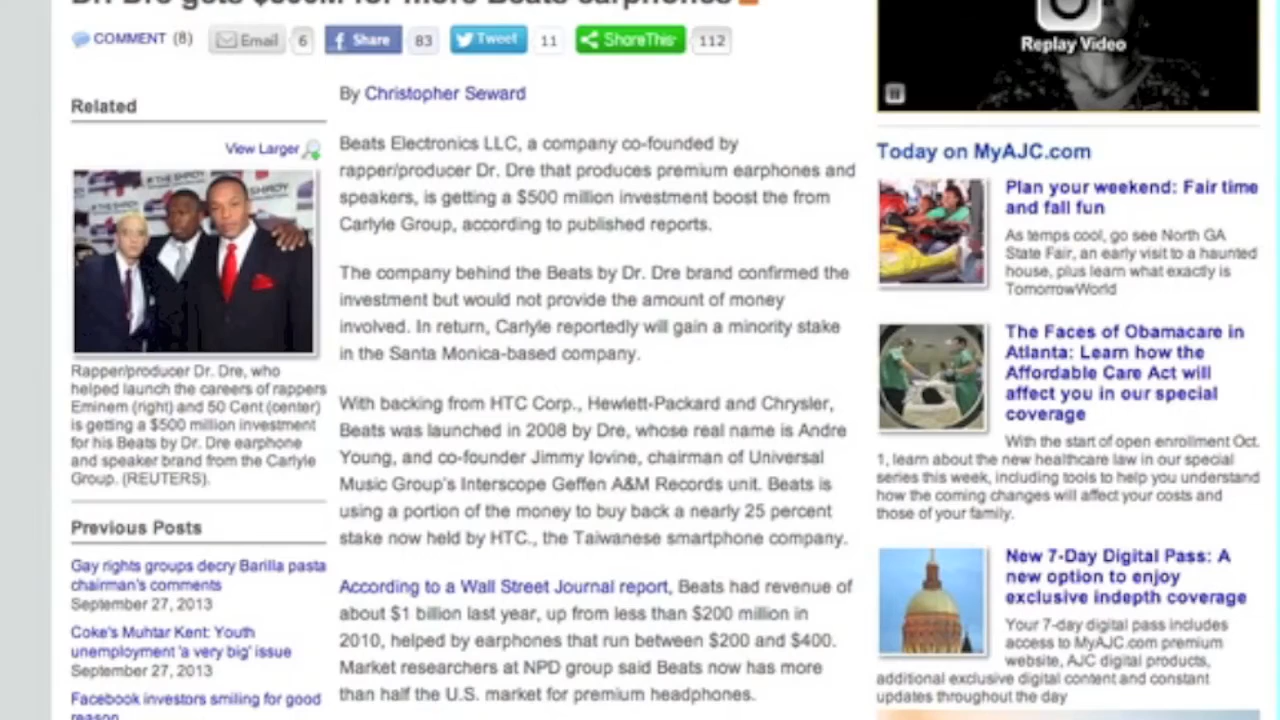 Dr. Dre gets $500M for more Beats earphones
COMMENT (8)
Email 6
Share 83
Tweet 11
ShareThis 112
Related
View Larger
#THE SHADY
SHADY
Rapper/producer Dr. Dre, who
helped launch the careers of rappers
Eminem (right) and 50 Cent (center)
is getting a $500 million investment
for his Beats by Dr. Dre earphone
and speaker brand from the Carlyle
Group. (REUTERS).
Previous Posts
Gay rights groups decry Barilla pasta
chairman's comments
September 27, 2013
Coke's Muhtar Kent: Youth
unemployment 'a very big' issue
September 27, 2013
Facebook investors smiling for good
reason
By Christopher Seward
Beats Electronics LLC, a company co-founded by
rapper/producer Dr. Dre that produces premium earphones and
speakers, is getting a $500 million investment boost the from
Carlyle Group, according to published reports.
The company behind the Beats by Dr. Dre brand confirmed the
investment but would not provide the amount of money
involved. In return, Carlyle reportedly will gain a minority stake
in the Santa Monica-based company.
With backing from HTC Corp., Hewlett-Packard and Chrysler,
Beats was launched in 2008 by Dre, whose real name is Andre
Young, and co-founder Jimmy Iovine, chairman of Universal
Music Group's Interscope Geffen A&M Records unit. Beats is
using a portion of the money to buy back a nearly 25 percent
stake now held by HTC., the Taiwanese smartphone company.
According to a Wall Street Journal report, Beats had revenue of
about $1 billion last year, up from less than $200 million in
2010, helped by earphones that run between $200 and $400.
Market researchers at NPD group said Beats now has more
than half the U.S. market for premium headphones.
Replay Video
Today on MyAJC.com
Plan your weekend: Fair time
and fall fun
As temps cool, go see North GA
State Fair, an early visit to a haunted
house, plus learn what exactly is
TomorrowWorld
The Faces of Obamacare in
Atlanta: Learn how the
Affordable Care Act will
affect you in our special
coverage
With the start of open enrollment Oct.
1, learn about the new healthcare law in our special
series this week, including tools to help you understand
how the coming changes will affect your costs and
those of your family.
New 7-Day Digital Pass: A
new option to enjoy
exclusive indepth coverage
Your 7-day digital pass includes
access to MyAJC.com premium
website, AJC digital products,
additional exclusive digital content and constant
updates throughout the day